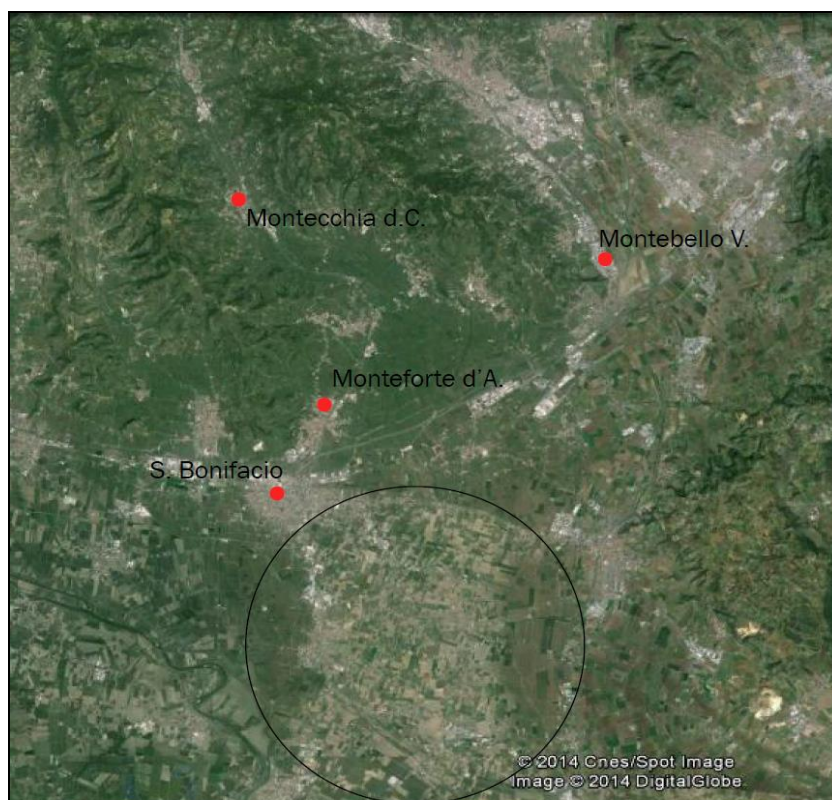 Montecchia d.C.
Montebello V.
Monteforte d'A.
S. Bonifacio
© 2014 Cnes/Spot Image
Image © 2014 DigitalGlobe